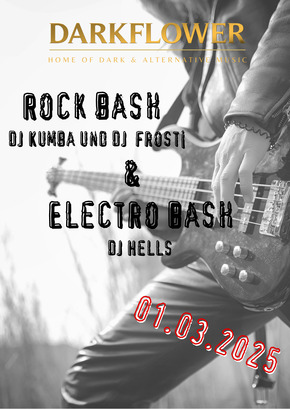 DARKFLOWER
HOME OF DARK & ALTERNATIVE MUSIC
ROCK BASH
DJ KUMBA UND DJ FROSTi
&
ELECTRO BASH
DJ HELLS
01.03.2025